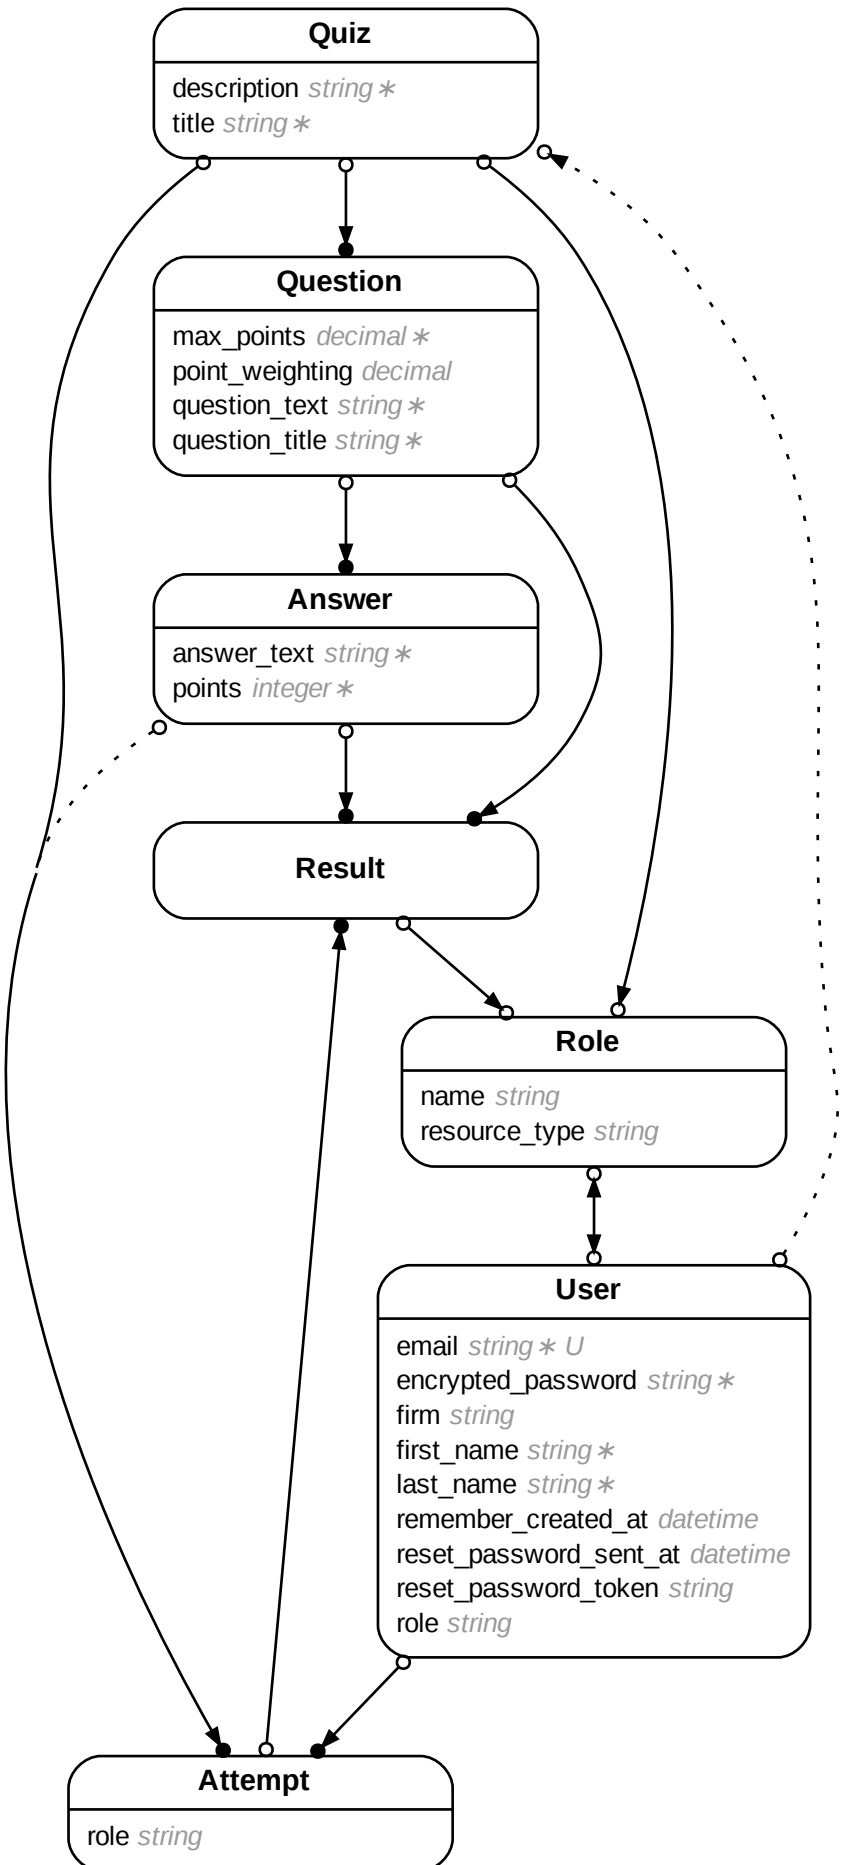 Quiz
description string ∗
title string ∗
Question
max_points decimal ∗
point_weighting decimal
question_text string ∗
question_title string ∗
Answer
answer_text string ∗
points integer ∗
Result
Role
name string
resource_type string
User
email string ∗ U
encrypted_password string ∗
firm string
first_name string ∗
last_name string ∗
remember_created_at datetime
reset_password_sent_at datetime
reset_password_token string
role string
Attempt
role string